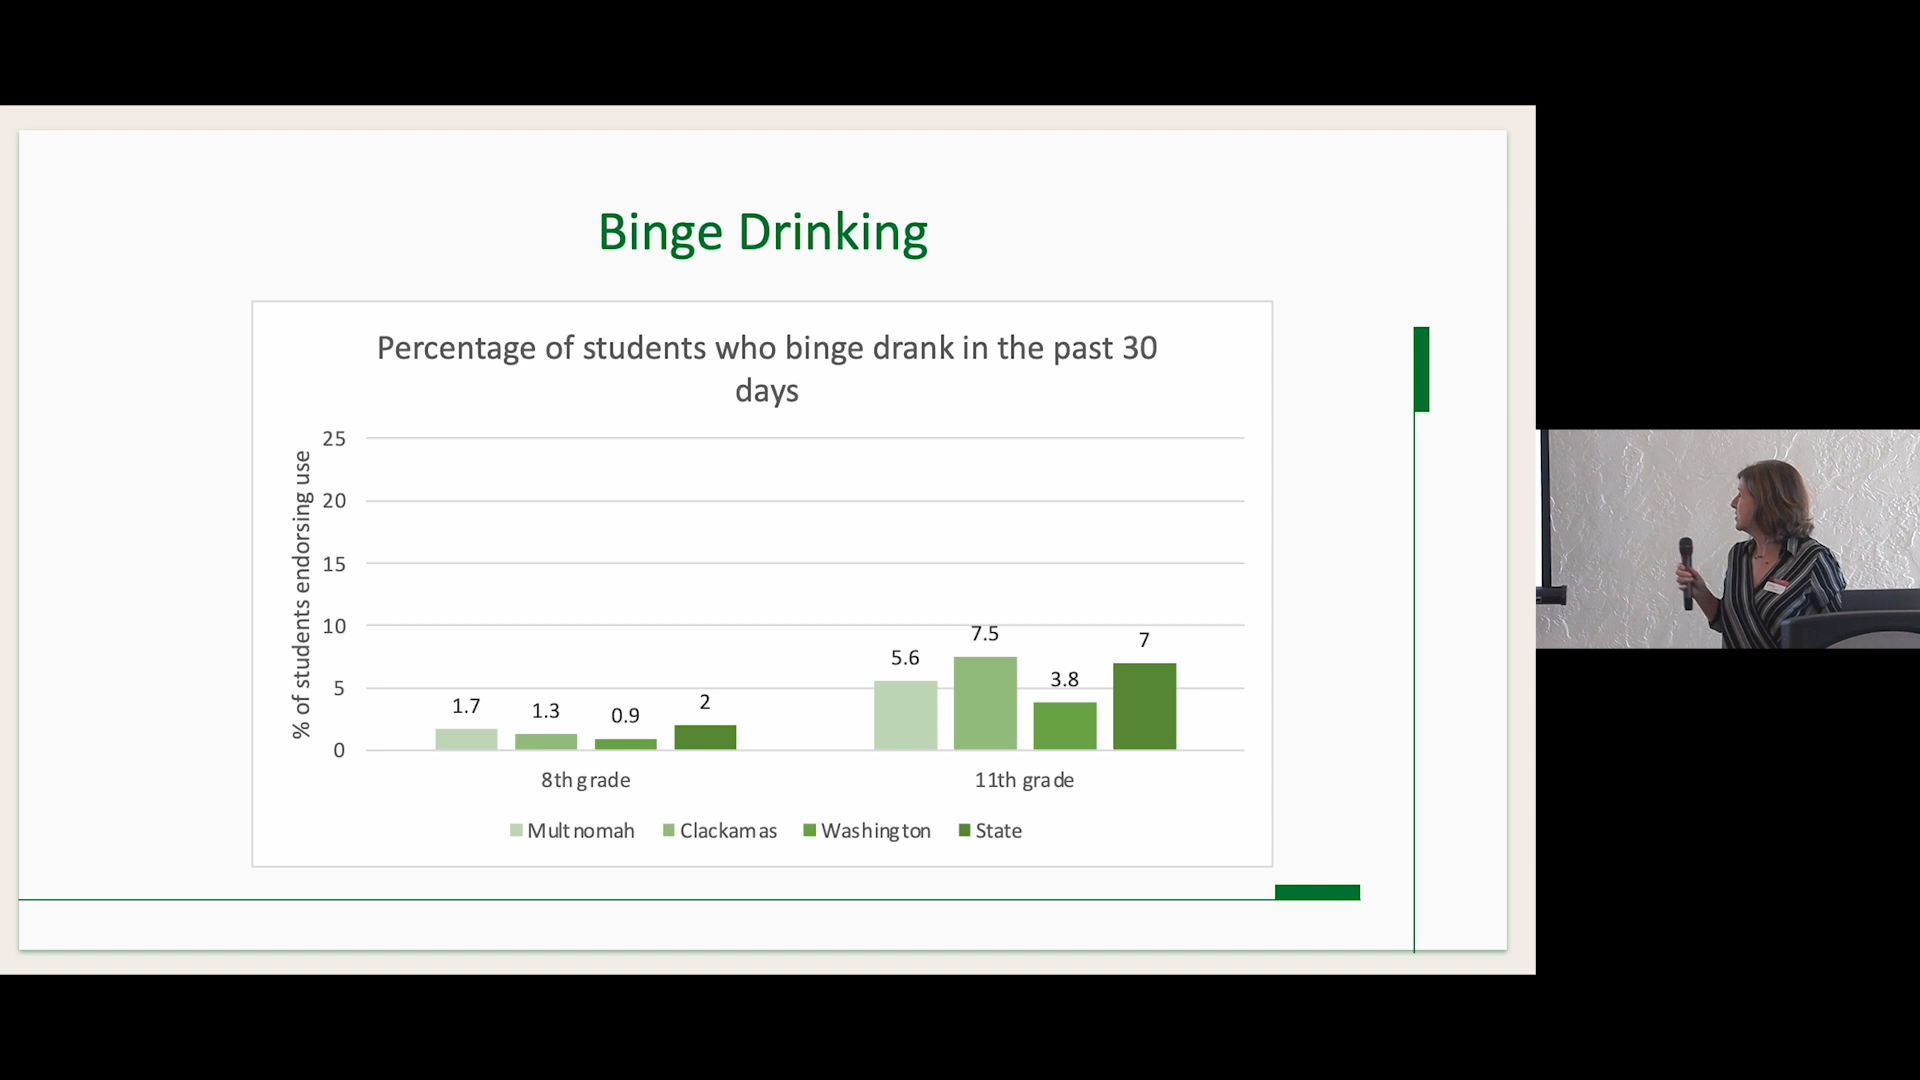 Binge Drinking
Percentage of students who binge drank in the past 30
days
% of students endorsing use
25
20
15
10
5
0
1.7
1.3
0.9
2
5.6
7.5
3.8
7
8th grade
11th grade
Multnomah
Clackamas
Washington
State